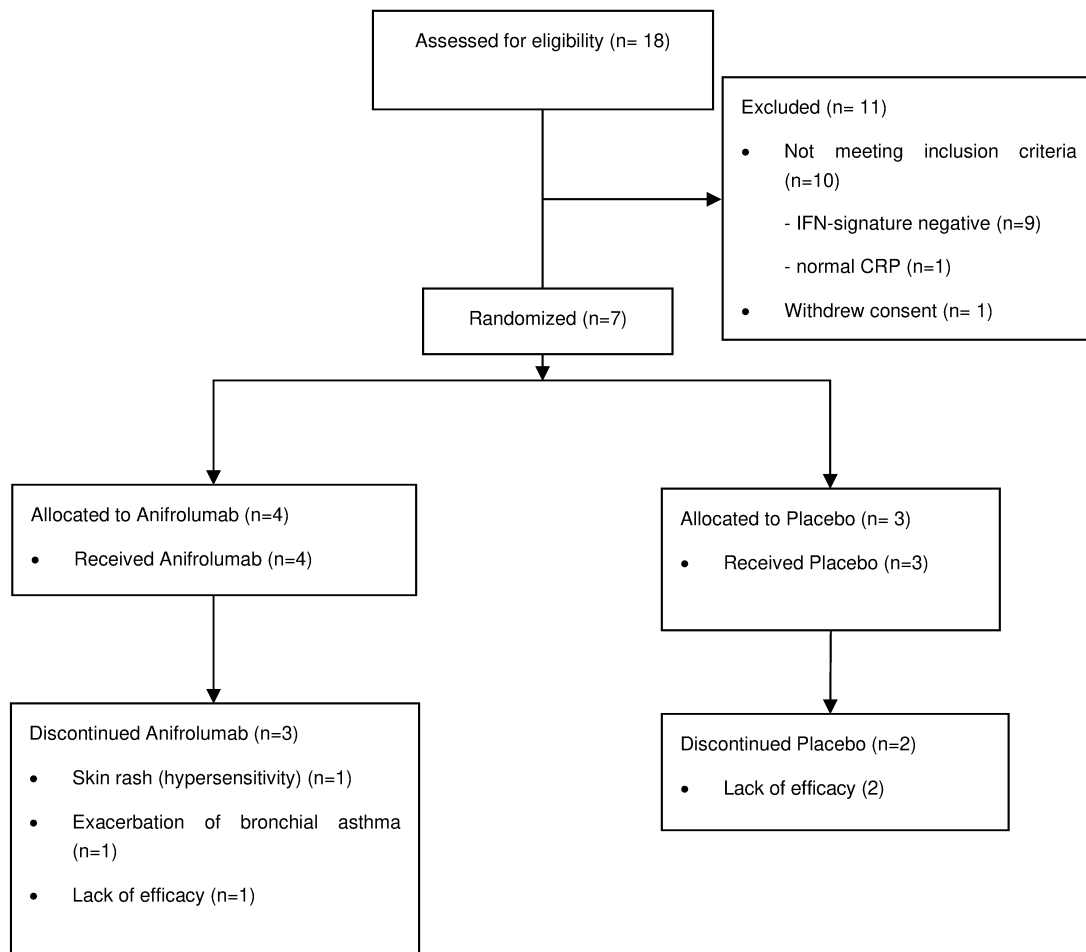 Assessed for eligibility (n= 18)
Excluded (n= 11)
• Not meeting inclusion criteria
(n=10)
- IFN-signature negative (n=9)
- normal CRP (n=1)
• Withdrew consent (n= 1)
Randomized (n=7)
Allocated to Anifrolumab (n=4)
• Received Anifrolumab (n=4)
Allocated to Placebo (n= 3)
• Received Placebo (n=3)
Discontinued Anifrolumab (n=3)
• Skin rash (hypersensitivity) (n=1)
• Exacerbation of bronchial asthma
(n=1)
• Lack of efficacy (n=1)
Discontinued Placebo (n=2)
• Lack of efficacy (2)